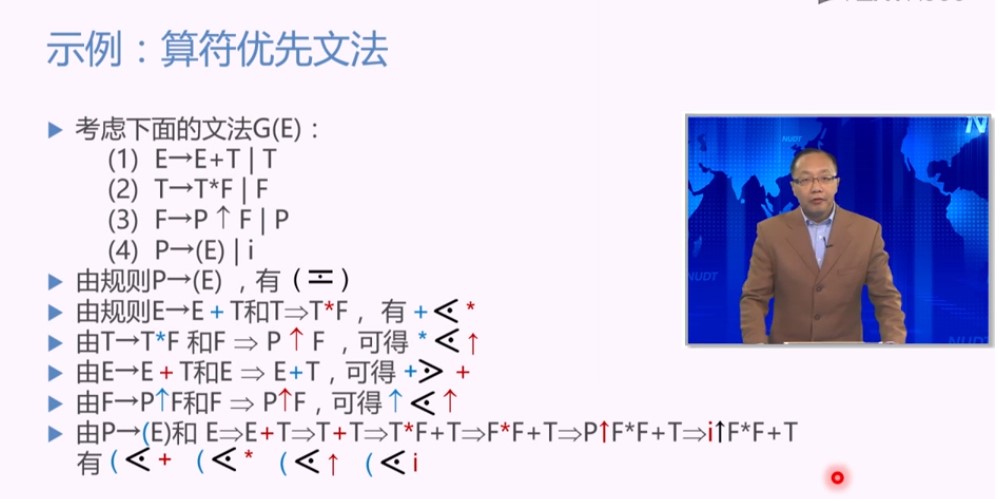 示例：算符优先文法
▶ 考虑下面的文法G(E)：
(1) E→E+T | T
(2) T→T*F | F
(3) F→P↑F | P
(4) P→(E) | i
▶ 由规则P→(E) ，有 ( ≖ )
▶ 由规则E→E + T和T⇒T*F， 有 + ⋖ *
▶ 由T→T*F 和F ⇒ P ↑ F ，可得 * ⋖ ↑
▶ 由E→E + T和E ⇒ E+T，可得 + ⋗ +
▶ 由F→P↑F和F ⇒ P↑F，可得 ↑ ⋖ ↑
▶ 由P→(E)和 E⇒E+T⇒T+T⇒T*F+T⇒F*F+T⇒P↑F*F+T⇒i↑F*F+T
有 ( ⋖ + ( ⋖ * ( ⋖ ↑ ( ⋖ i
N
NUDT
NUDT
NUDT